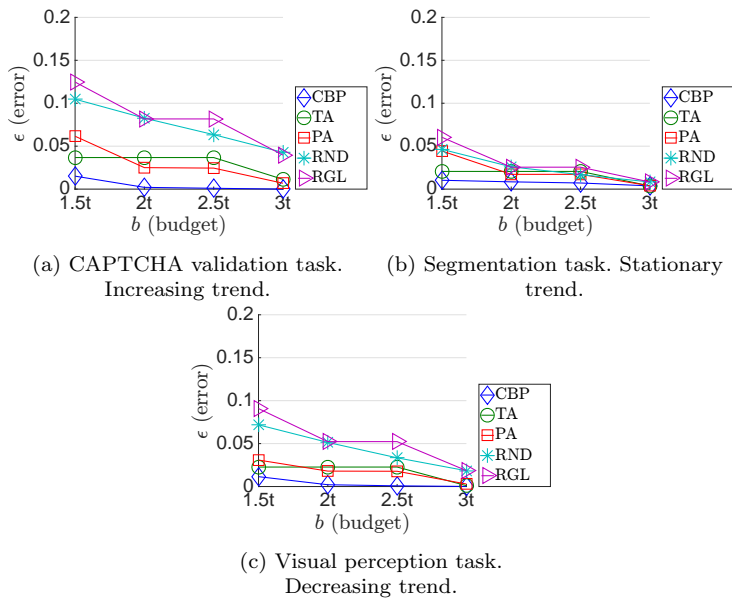 0.2
0.15
0.1
0.05
0
ϵ (error)
1.5t 2t 2.5t 3t
b (budget)
CBP
TA
PA
RND
RGL
(a) CAPTCHA validation task.
Increasing trend.
0.2
0.15
0.1
0.05
0
ϵ (error)
1.5t 2t 2.5t 3t
b (budget)
CBP
TA
PA
RND
RGL
(b) Segmentation task. Stationary
trend.
0.2
0.15
0.1
0.05
0
ϵ (error)
1.5t 2t 2.5t 3t
b (budget)
CBP
TA
PA
RND
RGL
(c) Visual perception task.
Decreasing trend.